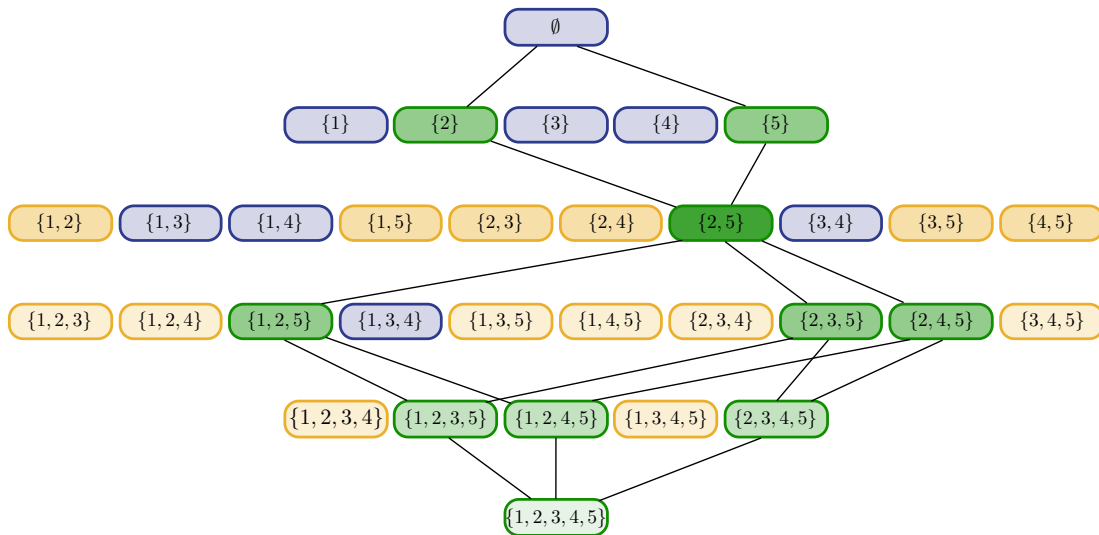 ∅
{1} {2} {3} {4} {5}
{1, 2} {1, 3} {1, 4} {1, 5} {2, 3} {2, 4} {2, 5} {3, 4} {3, 5} {4, 5}
{1, 2, 3} {1, 2, 4} {1, 2, 5} {1, 3, 4} {1, 3, 5} {1, 4, 5} {2, 3, 4} {2, 3, 5} {2, 4, 5} {3, 4, 5}
{1, 2, 3, 4} {1, 2, 3, 5} {1, 2, 4, 5} {1, 3, 4, 5} {2, 3, 4, 5}
{1, 2, 3, 4, 5}